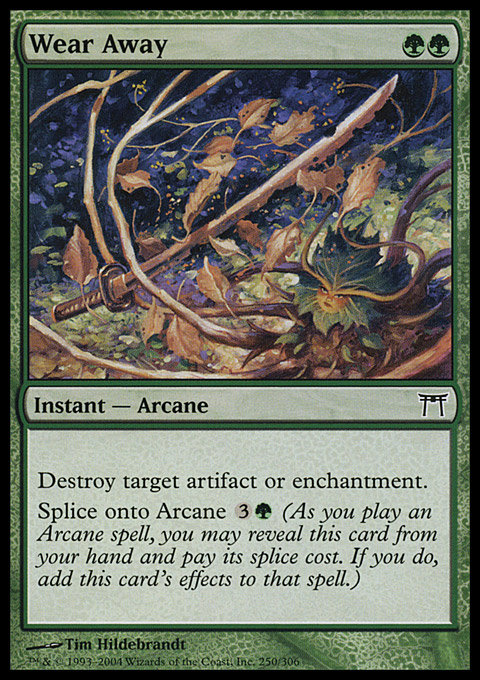 Wear Away
Instant — Arcane
Destroy target artifact or enchantment.
Splice onto Arcane 3 (As you play an
Arcane spell, you may reveal this card from
your hand and pay its splice cost. If you do,
add this card's effects to that spell.)
Tim Hildebrandt
™ & © 1993–2004 Wizards of the Coast, Inc. 250/306